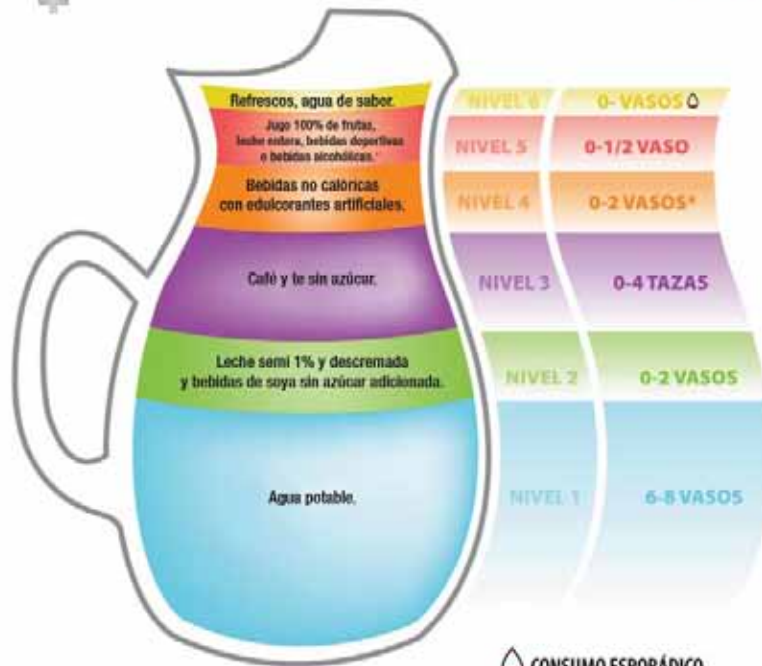 Refrescos, agua de sabor.
NIVEL 6
0- VASOS
Jugo 100% de frutas,
leche entera, bebidas deportivas
o bebidas alcohólicas.
NIVEL 5
0-1/2 VASO
Bebidas no calóricas
con edulcorantes artificiales.
NIVEL 4
0-2 VASOS*
Café y te sin azúcar.
NIVEL 3
0-4 TAZAS
Leche semi 1% y descremada
y bebidas de soya sin azúcar adicionada.
NIVEL 2
0-2 VASOS
Agua potable.
NIVEL 1
6-8 VASOS
CONSUMO ESPORÁDICO